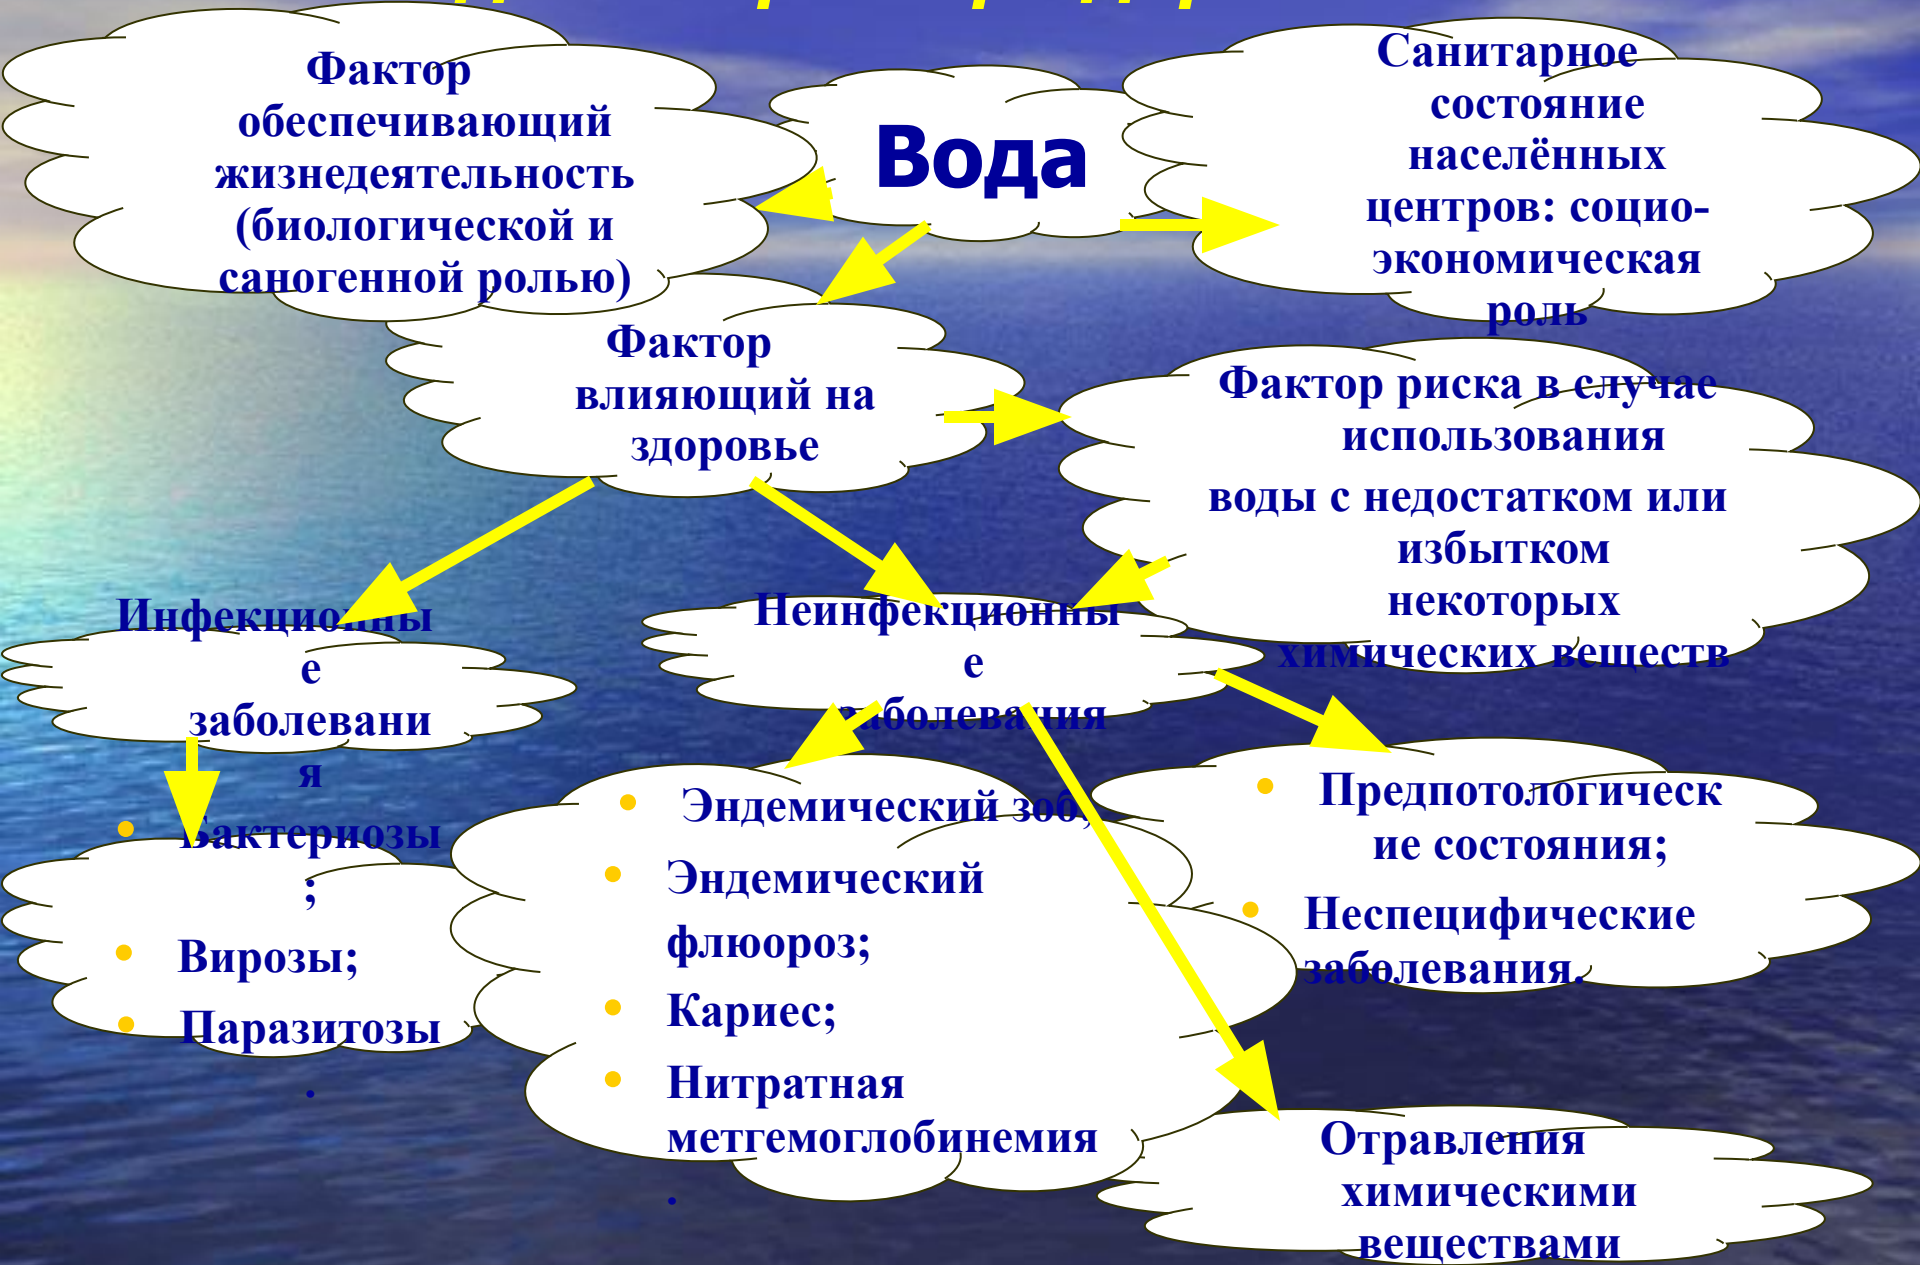 Фактор
обеспечивающий
жизнедеятельность
(биологической и
саногенной ролью)
Вода
Санитарное
состояние
населённых
центров: социо-
экономическая
роль
Фактор
влияющий на
здоровье
Фактор риска в случае
использования
воды с недостатком или
избытком
некоторых
химических веществ
Инфекционны
е
заболевани
я
Неинфекционны
е
заболевания
• Бактериозы
;
• Вирозы;
• Паразитозы
.
• Эндемический зоб;
• Эндемический
флюороз;
• Кариес;
• Нитратная
метгемоглобинемия
.
• Предпотологическ
ие состояния;
• Неспецифические
заболевания.
Отравления
химическими
веществами